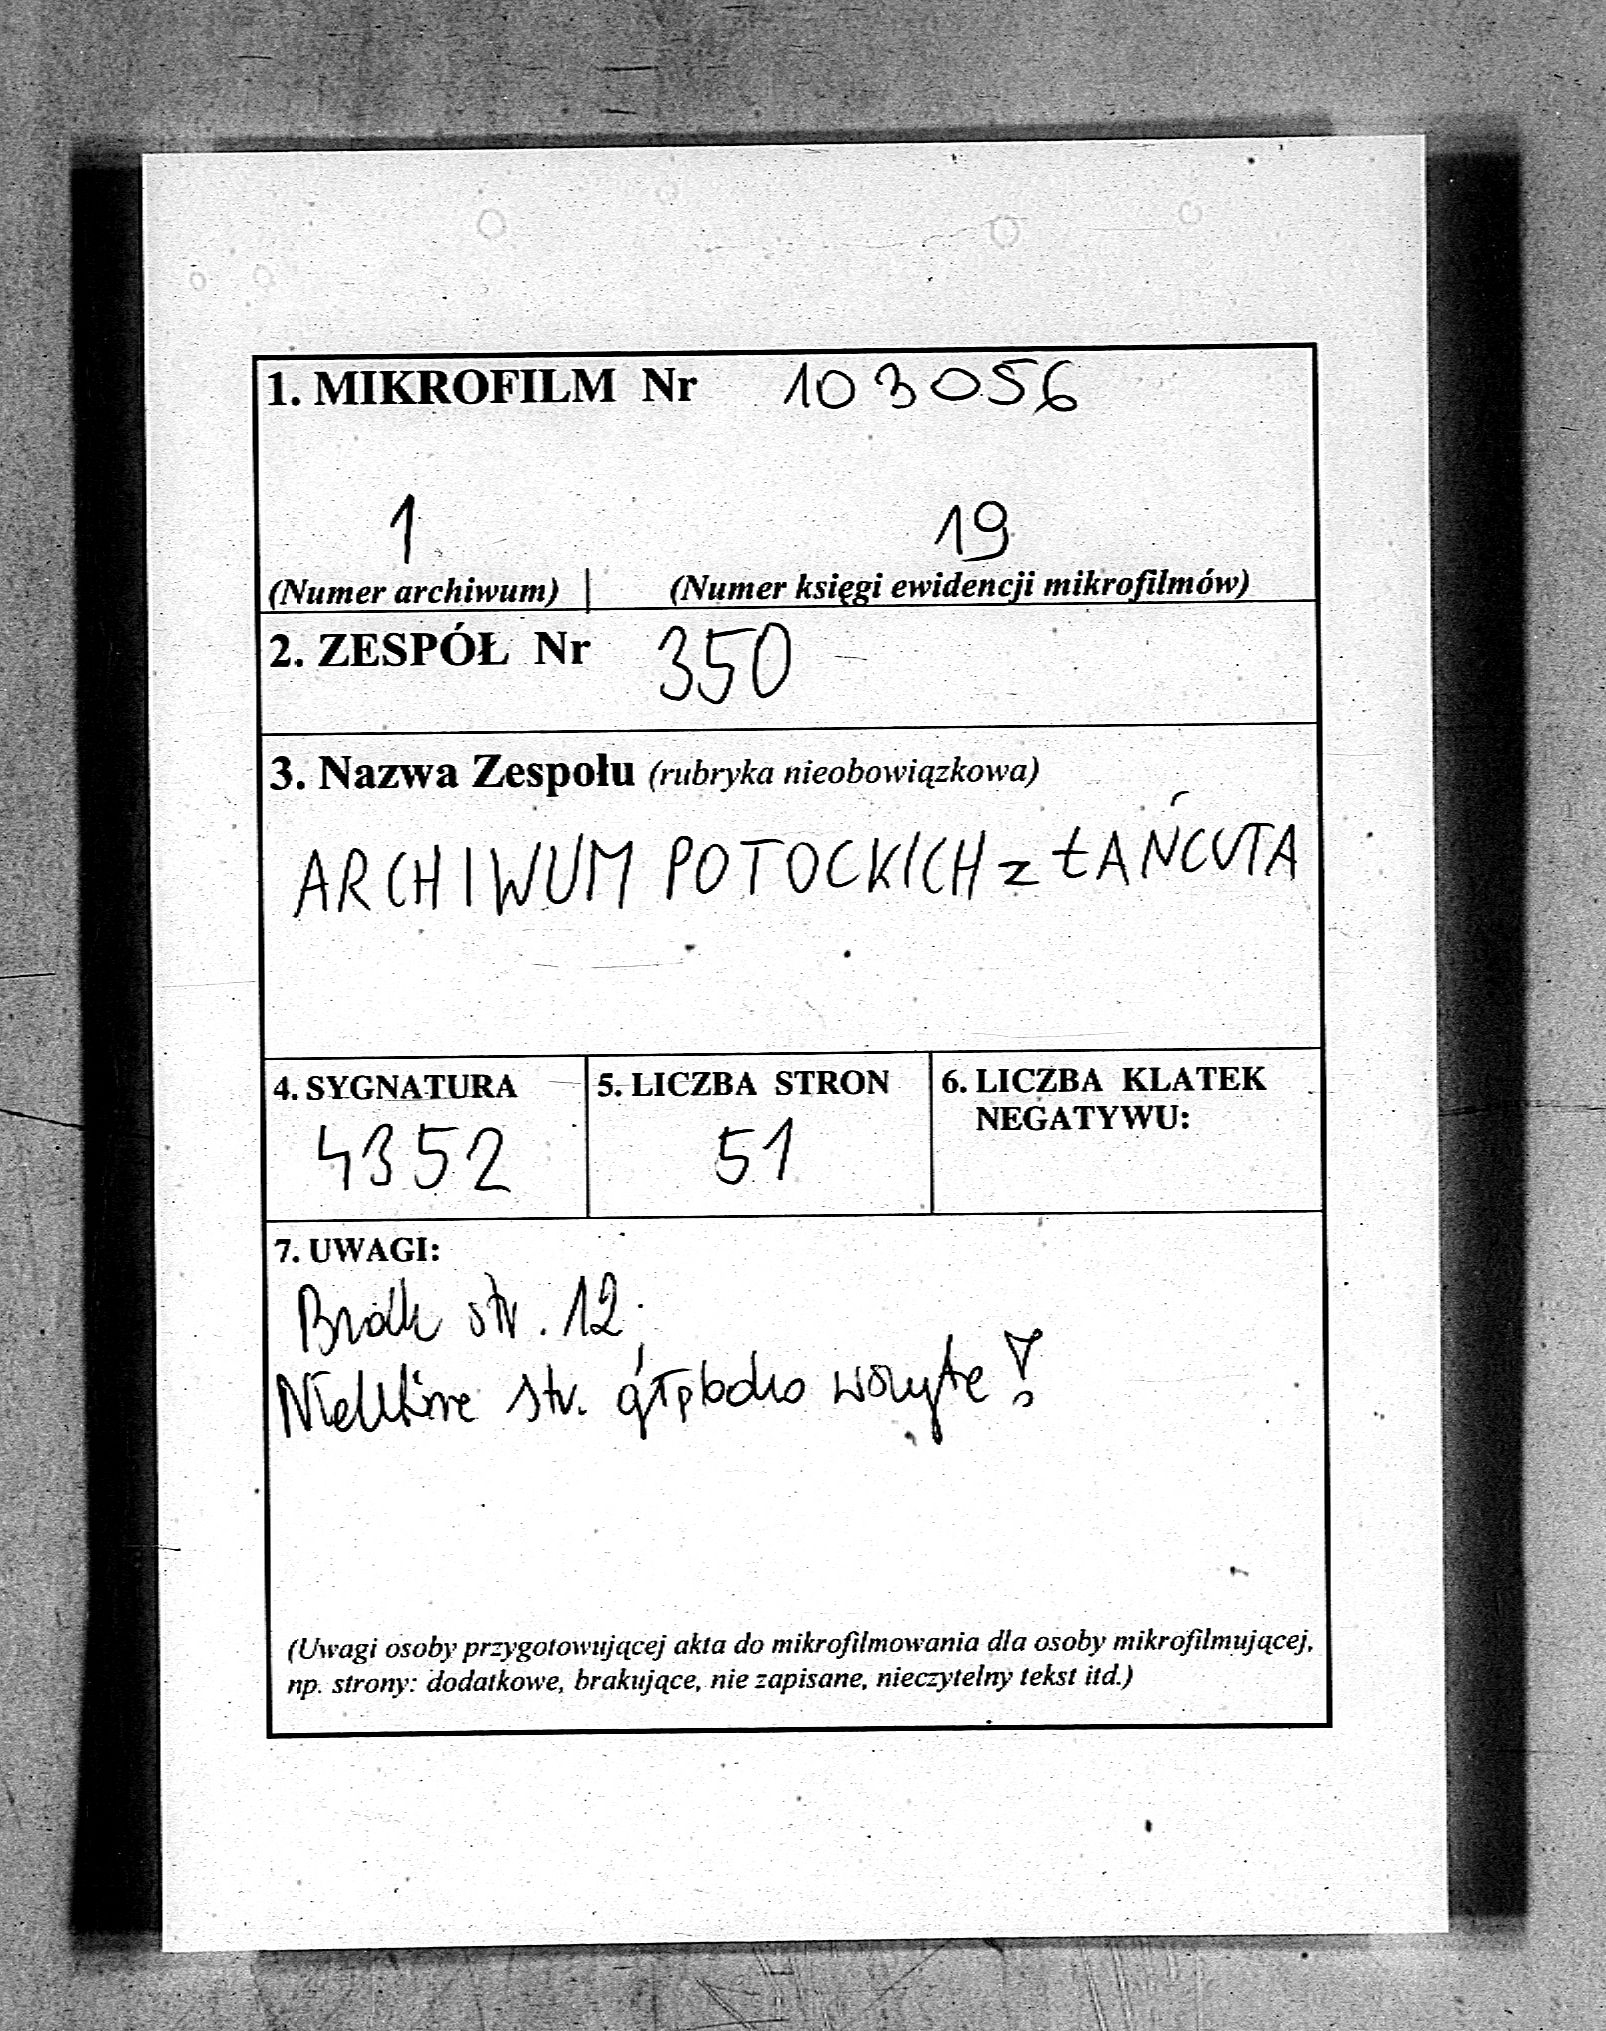 1. MIKROFILM Nr 103056
1 19
(Numer archiwum) | (Numer księgi ewidencji mikrofilmów)
2. ZESPÓŁ Nr 350
3. Nazwa Zespołu (rubryka nieobowiązkowa)
ARCHIWUM POTOCKICH z ŁAŃCUTA
4. SYGNATURA
4352
5. LICZBA STRON
51
6. LICZBA KLATEK
NEGATYWU:
7. UWAGI:
Brak str. 12;
Niektóre str. głęboko wszyte!
(Uwagi osoby przygotowującej akta do mikrofilmowania dla osoby mikrofilmującej,
np. strony: dodatkowe, brakujące, nie zapisane, nieczytelny tekst itd.)